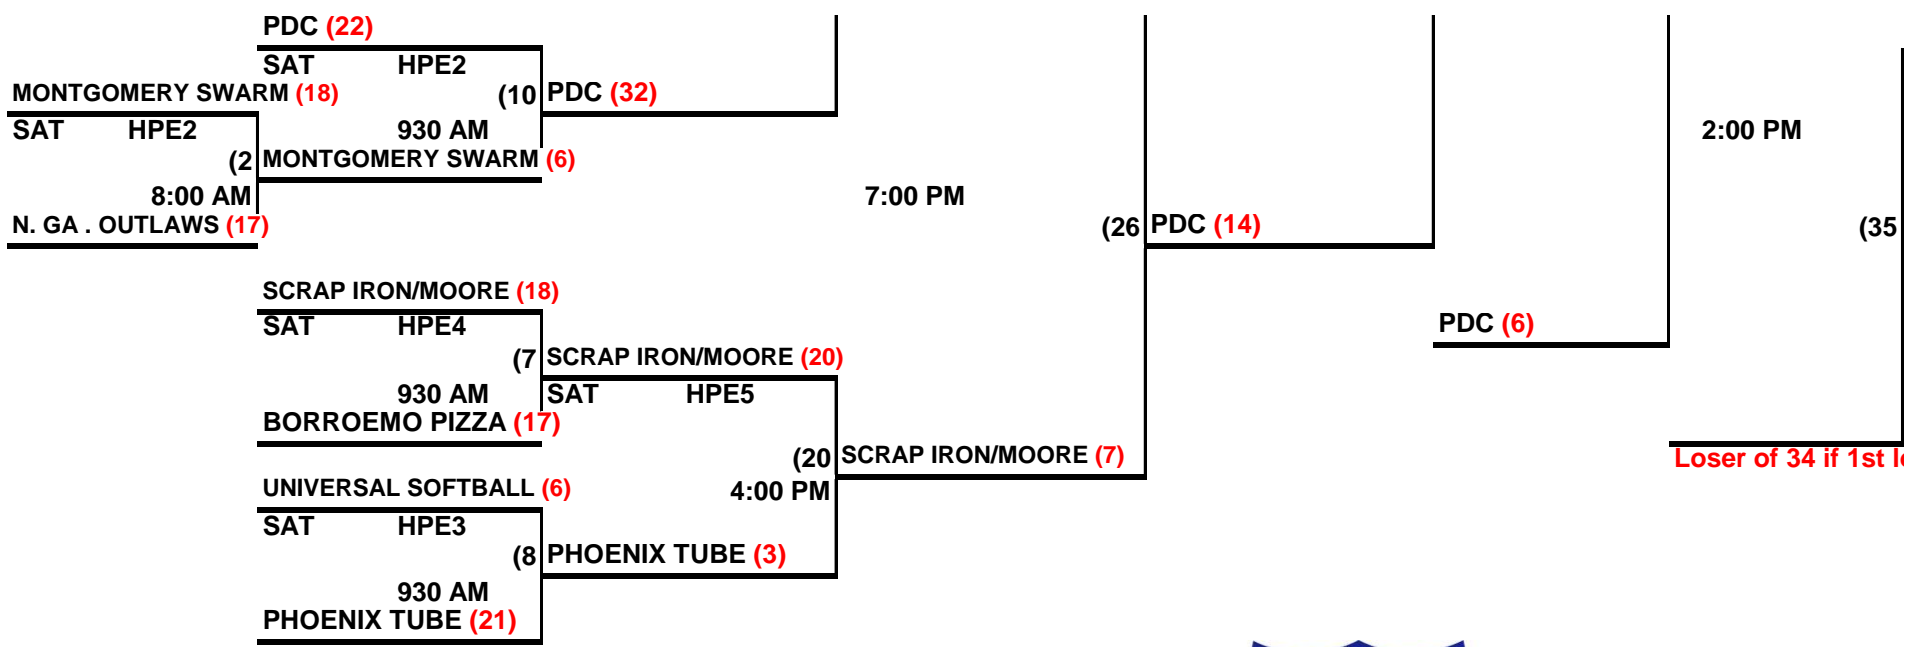 PDC (22)
SAT HPE2
MONTGOMERY SWARM (18)
(10 PDC (32)
SAT HPE2
930 AM
2:00 PM
(2 MONTGOMERY SWARM (6)
8:00 AM
7:00 PM
N. GA . OUTLAWS (17)
(26 PDC (14)
(35
SCRAP IRON/MOORE (18)
SAT HPE4
PDC (6)
(7 SCRAP IRON/MOORE (20)
930 AM
SAT HPE5
BORROEMO PIZZA (17)
(20 SCRAP IRON/MOORE (7)
Loser of 34 if 1st
UNIVERSAL SOFTBALL (6)
4:00 PM
SAT HPE3
(8 PHOENIX TUBE (3)
930 AM
PHOENIX TUBE (21)